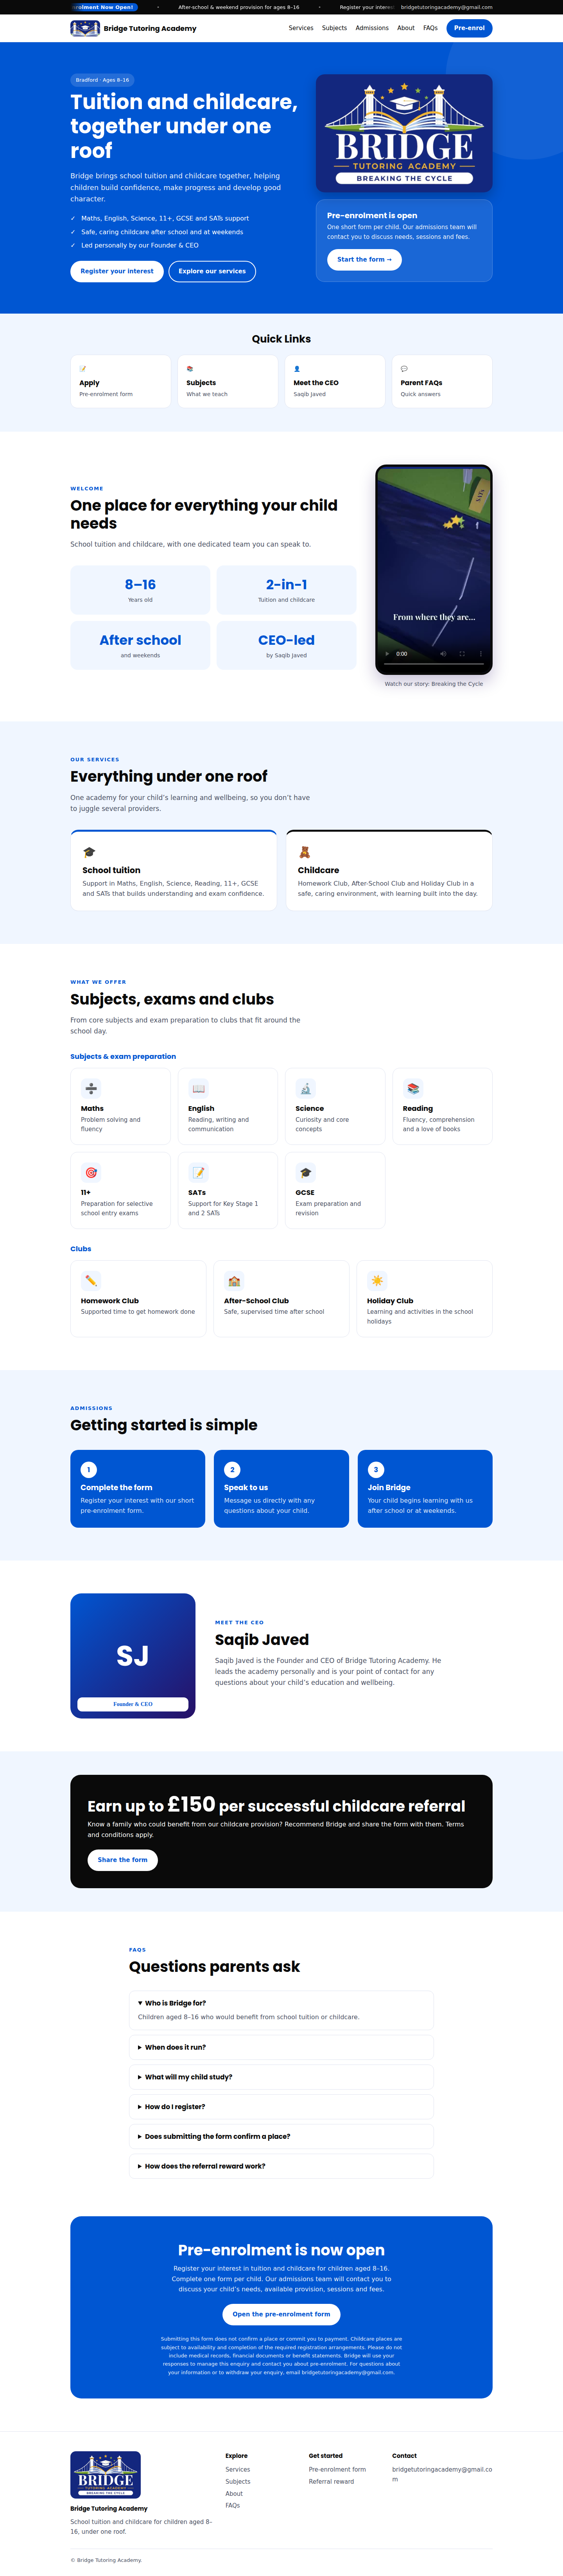 rolment Now Open!
After-school & weekend provision for ages 8–16
Register your interest
bridgetutoringacademy@gmail.com
Bridge Tutoring Academy
Services
Subjects
Admissions
About
FAQs
Pre-enrol
Bradford · Ages 8–16
Tuition and childcare,
together under one
roof
Bridge brings school tuition and childcare together, helping
children build confidence, make progress and develop good
character.
✓ Maths, English, Science, 11+, GCSE and SATs support
✓ Safe, caring childcare after school and at weekends
✓ Led personally by our Founder & CEO
Register your interest
Explore our services
BRIDGE
TUTORING ACADEMY
BREAKING THE CYCLE
Pre-enrolment is open
One short form per child. Our admissions team will
contact you to discuss needs, sessions and fees.
Start the form →
Quick Links
Apply
Pre-enrolment form
Subjects
What we teach
Meet the CEO
Saqib Javed
Parent FAQs
Quick answers
WELCOME
One place for everything your child
needs
School tuition and childcare, with one dedicated team you can speak to.
8–16
Years old
2-in-1
Tuition and childcare
After school
and weekends
CEO-led
by Saqib Javed
SATs
From where they are...
0:00
Watch our story: Breaking the Cycle
OUR SERVICES
Everything under one roof
One academy for your child's learning and wellbeing, so you don't have
to juggle several providers.
School tuition
Support in Maths, English, Science, Reading, 11+, GCSE
and SATs that builds understanding and exam confidence.
Childcare
Homework Club, After-School Club and Holiday Club in a
safe, caring environment, with learning built into the day.
WHAT WE OFFER
Subjects, exams and clubs
From core subjects and exam preparation to clubs that fit around the
school day.
Subjects & exam preparation
Maths
Problem solving and
fluency
English
Reading, writing and
communication
Science
Curiosity and core
concepts
Reading
Fluency, comprehension
and a love of books
11+
Preparation for selective
school entry exams
SATs
Support for Key Stage 1
and 2 SATs
GCSE
Exam preparation and
revision
Clubs
Homework Club
Supported time to get homework done
After-School Club
Safe, supervised time after school
Holiday Club
Learning and activities in the school
holidays
ADMISSIONS
Getting started is simple
1
Complete the form
Register your interest with our short
pre-enrolment form.
2
Speak to us
Message us directly with any
questions about your child.
3
Join Bridge
Your child begins learning with us
after school or at weekends.
SJ
Founder & CEO
MEET THE CEO
Saqib Javed
Saqib Javed is the Founder and CEO of Bridge Tutoring Academy. He
leads the academy personally and is your point of contact for any
questions about your child's education and wellbeing.
Earn up to £150 per successful childcare referral
Know a family who could benefit from our childcare provision? Recommend Bridge and share the form with them. Terms
and conditions apply.
Share the form
FAQS
Questions parents ask
▼ Who is Bridge for?
Children aged 8–16 who would benefit from school tuition or childcare.
▶ When does it run?
▶ What will my child study?
▶ How do I register?
▶ Does submitting the form confirm a place?
▶ How does the referral reward work?
Pre-enrolment is now open
Register your interest in tuition and childcare for children aged 8–16.
Complete one form per child. Our admissions team will contact you to
discuss your child's needs, available provision, sessions and fees.
Open the pre-enrolment form
Submitting this form does not confirm a place or commit you to payment. Childcare places are
subject to availability and completion of the required registration arrangements. Please do not
include medical records, financial documents or benefit statements. Bridge will use your
responses to manage this enquiry and contact you about pre-enrolment. For questions about
your information or to withdraw your enquiry, email bridgetutoringacademy@gmail.com.
BRIDGE
TUTORING ACADEMY
BREAKING THE CYCLE
Bridge Tutoring Academy
School tuition and childcare for children aged 8–
16, under one roof.
Explore
Services
Subjects
About
FAQs
Get started
Pre-enrolment form
Referral reward
Contact
bridgetutoringacademy@gmail.co
m
© Bridge Tutoring Academy.